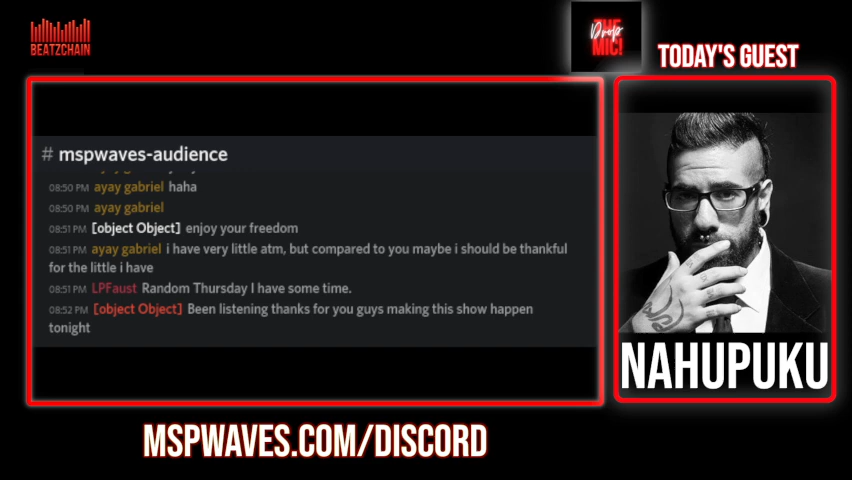 BEATZCHAIN
THE
Drop
MIC!
TODAY'S GUEST
# mspwaves-audience
08:50 PM ayay gabriel haha
08:50 PM ayay gabriel
08:51 PM [object Object] enjoy your freedom
08:51 PM ayay gabriel i have very little atm, but compared to you maybe i should be thankful
for the little i have
08:51 PM LPFaust Random Thursday I have some time.
08:52 PM [object Object] Been listening thanks for you guys making this show happen
tonight
NAHUPUKU
MSPWAVES.COM/DISCORD